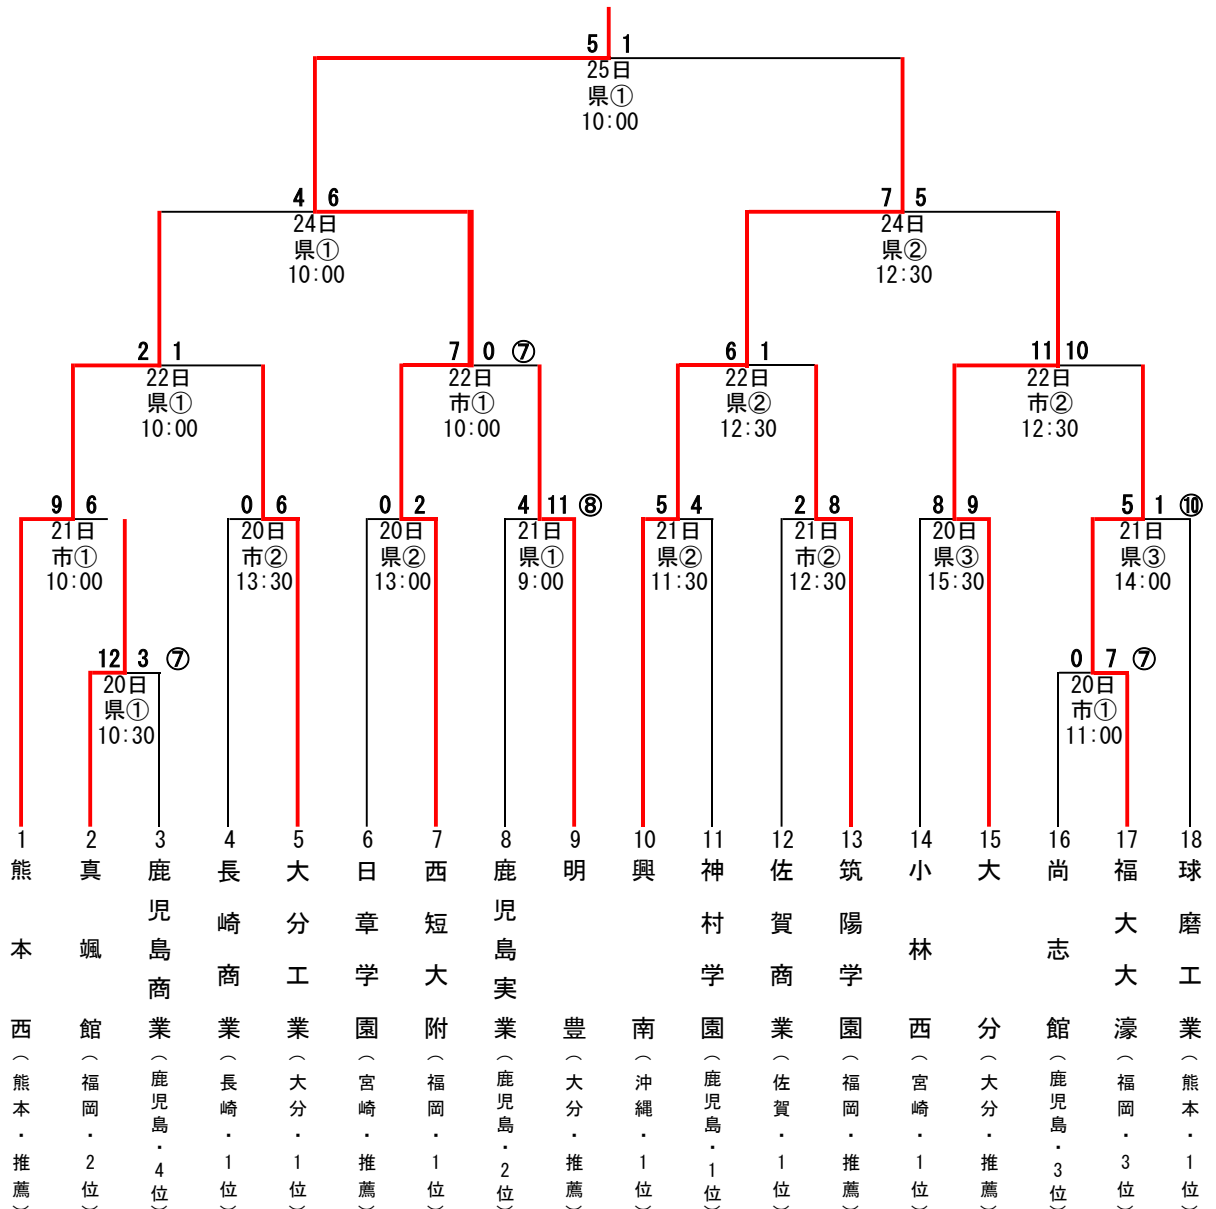 5 1
25日
県①
10:00
4 6
24日
県①
10:00
7 5
24日
県②
12:30
2 1
22日
県①
10:00
7 0 ⑦
22日
市①
10:00
6 1
22日
県②
12:30
11 10
22日
市②
12:30
9 6
21日
市①
10:00
0 6
20日
市②
13:30
0 2
20日
県②
13:00
4 11 ⑧
21日
県①
9:00
5 4
21日
県②
11:30
2 8
21日
市②
12:30
8 9
20日
県③
15:30
5 1 ⑩
21日
県③
14:00
12 3 ⑦
20日
県①
10:30
0 7 ⑦
20日
市①
11:00
1
熊本西(熊本・推薦)
2
真颯館(福岡・2位)
3
鹿児島商業(鹿児島・4位)
4
長崎商業(長崎・1位)
5
大分工業(大分・1位)
6
日章学園(宮崎・推薦)
7
西短大附(福岡・1位)
8
鹿児島実業(鹿児島・2位)
9
明豊(大分・推薦)
10
興南(沖縄・1位)
11
神村学園(鹿児島・1位)
12
佐賀商業(佐賀・1位)
13
筑陽学園(福岡・推薦)
14
小林西(宮崎・1位)
15
大分(大分・推薦)
16
尚志館(鹿児島・3位)
17
福大大濠(福岡・3位)
18
球磨工業(熊本・1位)